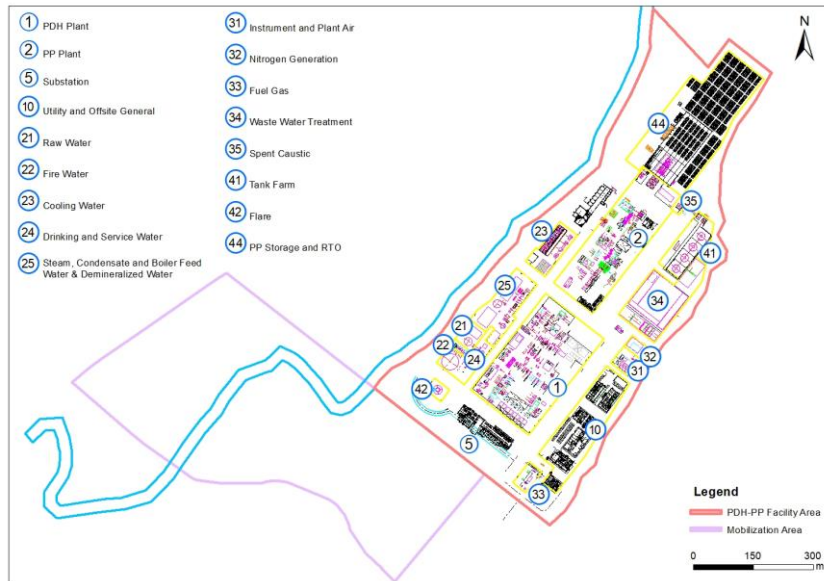 1 PDH Plant
2 PP Plant
5 Substation
10 Utility and Offsite General
21 Raw Water
22 Fire Water
23 Cooling Water
24 Drinking and Service Water
25 Steam, Condensate and Boiler Feed
Water & Demineralized Water
31 Instrument and Plant Air
32 Nitrogen Generation
33 Fuel Gas
34 Waste Water Treatment
35 Spent Caustic
41 Tank Farm
42 Flare
44 PP Storage and RTO
N
44
35
23
2
41
25
34
21
22
24
32
31
42
1
10
5
33
Legend
PDH-PP Facility Area
Mobilization Area
0 150 300
m